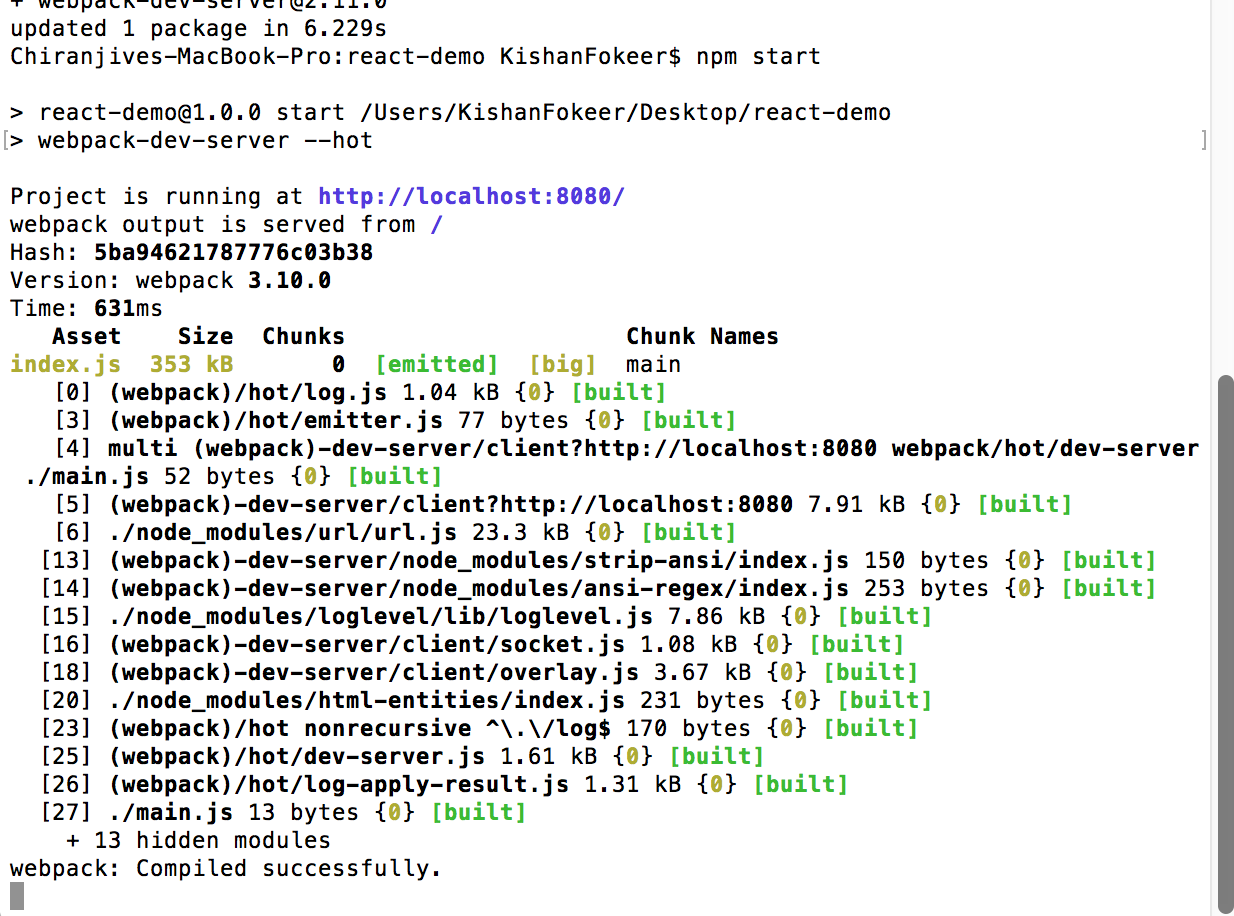 + webpack-dev-server@2.11.0
updated 1 package in 6.229s
Chiranjives-MacBook-Pro:react-demo KishanFokeer$ npm start
> react-demo@1.0.0 start /Users/KishanFokeer/Desktop/react-demo
[> webpack-dev-server --hot ]
Project is running at http://localhost:8080/
webpack output is served from /
Hash: 5ba94621787776c03b38
Version: webpack 3.10.0
Time: 631ms
Asset Size Chunks Chunk Names
index.js 353 kB 0 [emitted] [big] main
[0] (webpack)/hot/log.js 1.04 kB {0} [built]
[3] (webpack)/hot/emitter.js 77 bytes {0} [built]
[4] multi (webpack)-dev-server/client?http://localhost:8080 webpack/hot/dev-server
./main.js 52 bytes {0} [built]
[5] (webpack)-dev-server/client?http://localhost:8080 7.91 kB {0} [built]
[6] ./node_modules/url/url.js 23.3 kB {0} [built]
[13] (webpack)-dev-server/node_modules/strip-ansi/index.js 150 bytes {0} [built]
[14] (webpack)-dev-server/node_modules/ansi-regex/index.js 253 bytes {0} [built]
[15] ./node_modules/loglevel/lib/loglevel.js 7.86 kB {0} [built]
[16] (webpack)-dev-server/client/socket.js 1.08 kB {0} [built]
[18] (webpack)-dev-server/client/overlay.js 3.67 kB {0} [built]
[20] ./node_modules/html-entities/index.js 231 bytes {0} [built]
[23] (webpack)/hot nonrecursive ^\.\/log$ 170 bytes {0} [built]
[25] (webpack)/hot/dev-server.js 1.61 kB {0} [built]
[26] (webpack)/hot/log-apply-result.js 1.31 kB {0} [built]
[27] ./main.js 13 bytes {0} [built]
+ 13 hidden modules
webpack: Compiled successfully.